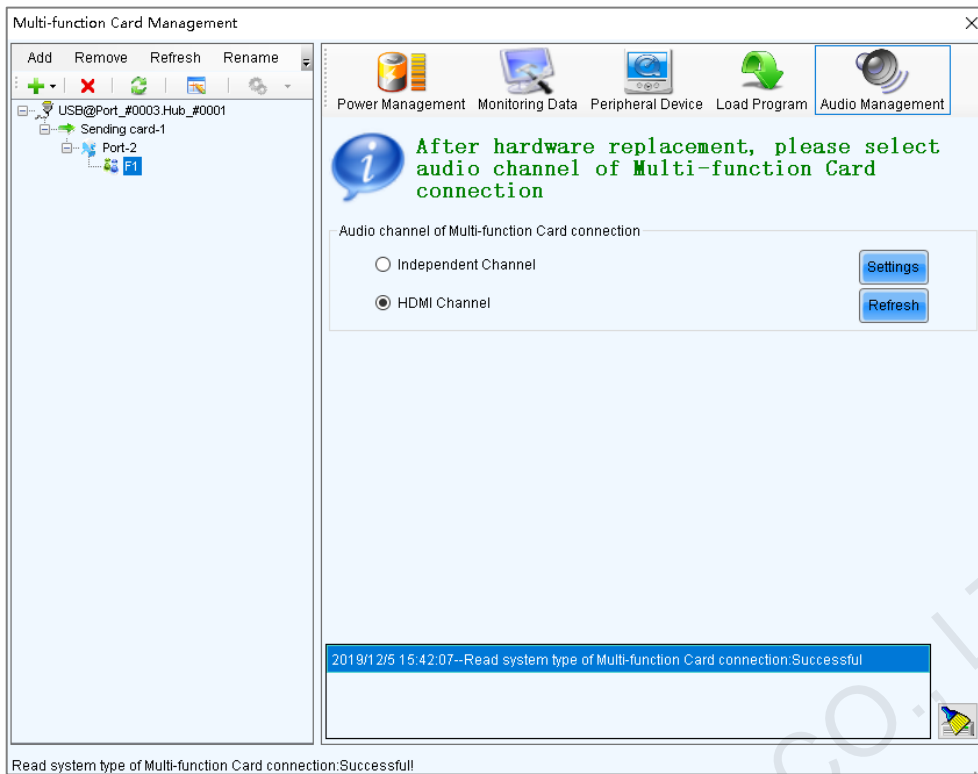 Multi-function Card Management
Add Remove Refresh Rename
USB@Port_#0003.Hub_#0001
Sending card-1
Port-2
F1
Power Management Monitoring Data Peripheral Device Load Program Audio Management
After hardware replacement, please select
audio channel of Multi-function Card
connection
Audio channel of Multi-function Card connection
Independent Channel
Settings
HDMI Channel
Refresh
2019/12/5 15:42:07--Read system type of Multi-function Card connection:Successful
CO., L
Read system type of Multi-function Card connection:Successful!